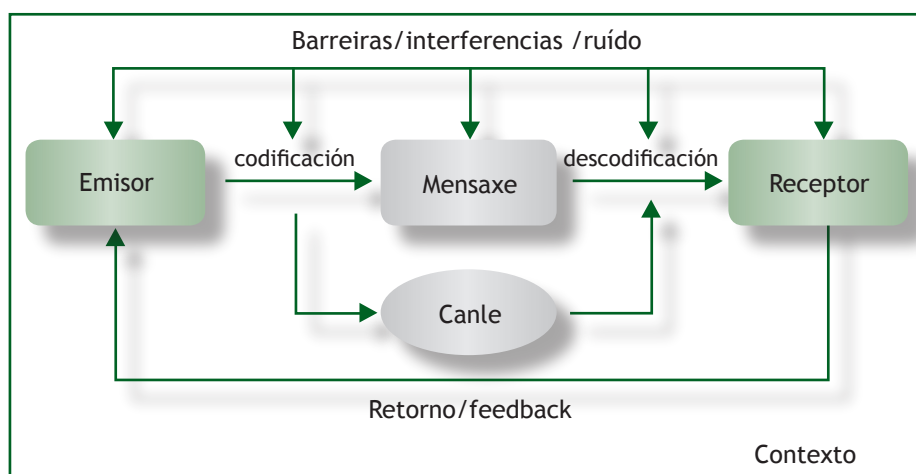 Barreiras/interferencias /ruído
codificación
descodificación
Emisor
Mensaxe
Receptor
Canle
Retorno/feedback
Contexto